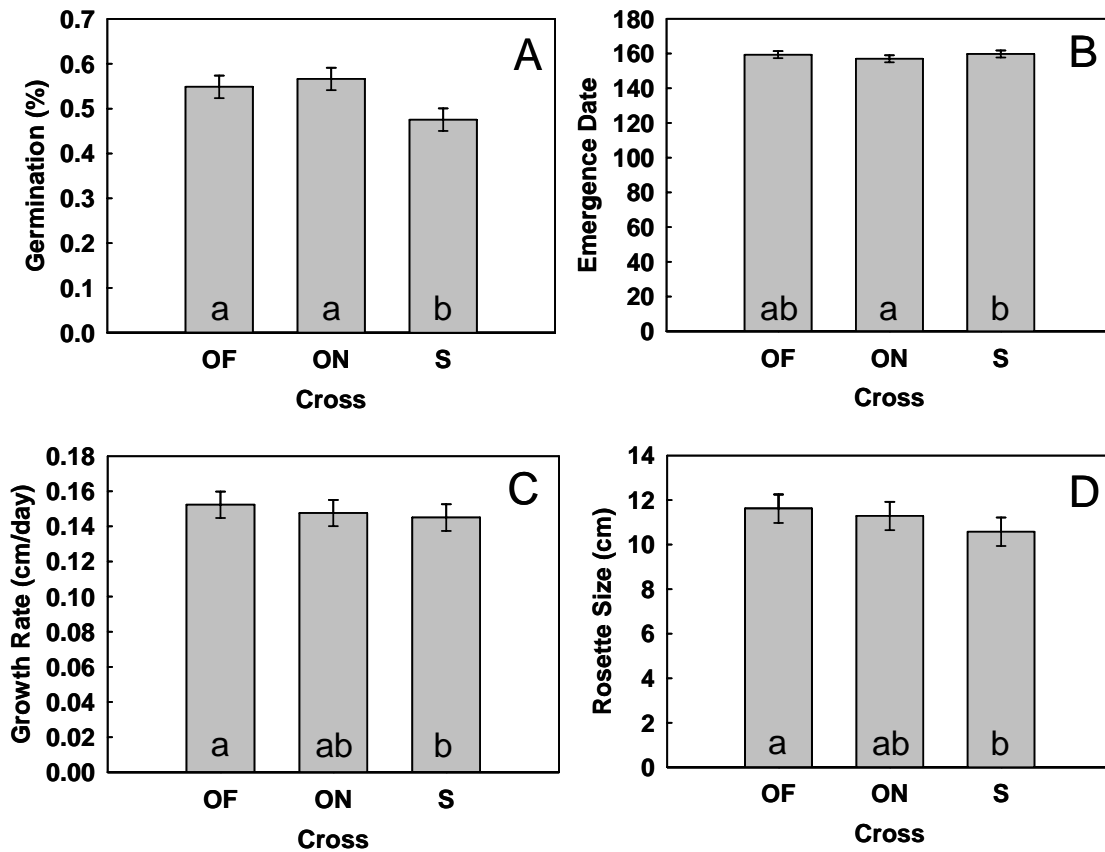 A
Germination (%)
0.7
0.6
0.5
0.4
0.3
0.2
0.1
0.0
a
a
b
OF
ON
S
Cross
B
Emergence Date
180
160
140
120
100
80
60
40
20
0
ab
a
b
OF
ON
S
Cross
C
Growth Rate (cm/day)
0.18
0.16
0.14
0.12
0.10
0.08
0.06
0.04
0.02
0.00
a
ab
b
OF
ON
S
Cross
D
Rosette Size (cm)
14
12
10
8
6
4
2
0
a
ab
b
OF
ON
S
Cross